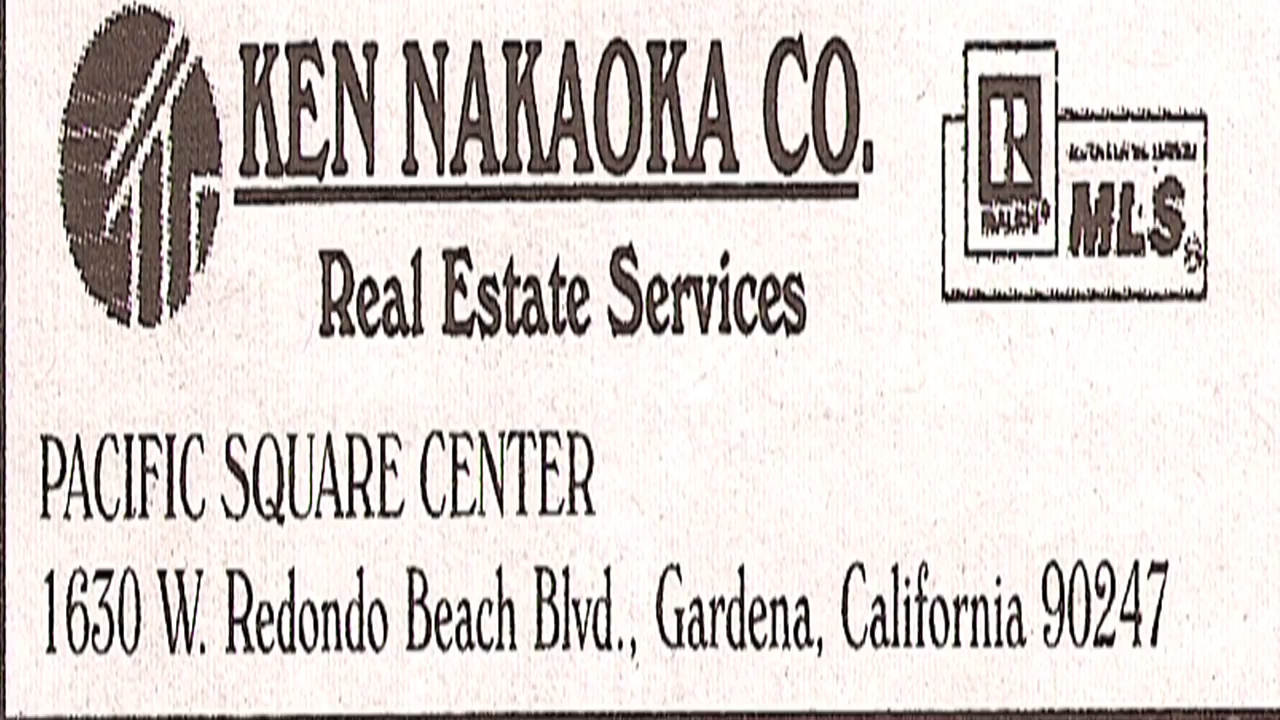 KEN NAKAOKA CO.
Real Estate Services
R
MLS
PACIFIC SQUARE CENTER
1630 W. Redondo Beach Blvd., Gardena, California 90247